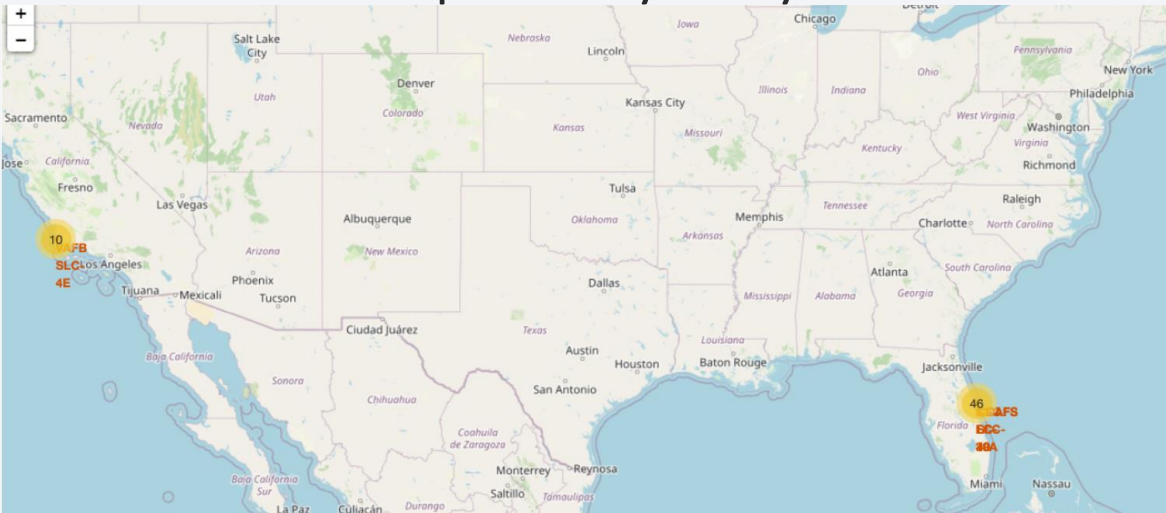 +
−
Salt Lake
City
Nebraska
Iowa
Chicago
Lincoln
Pennsylvania
New York
Denver
Utah
Colorado
Illinois
Indiana
Ohio
Philadelphia
Sacramento
Nevada
Kansas City
Kansas
Missouri
West Virginia
Washington
Virginia
Jose
California
Kentucky
Richmond
Fresno
Las Vegas
Tulsa
Raleigh
Albuquerque
Oklahoma
Memphis
Tennessee
Charlotte
North Carolina
10
Arizona
New Mexico
Arkansas
SLC-
4E
Los Angeles
Phoenix
Atlanta
South Carolina
Tijuana
Mexicali
Tucson
Dallas
Mississippi
Alabama
Georgia
Ciudad Juárez
Texas
Louisiana
Baja California
Austin
Houston
Baton Rouge
Jacksonville
Sonora
San Antonio
Chihuahua
46
Florida
Coahuila
de Zaragoza
Monterrey
Reynosa
Baja California
Sur
Saltillo
Tamaulipas
Miami
Nassau
La Paz
Culiacán
Durango